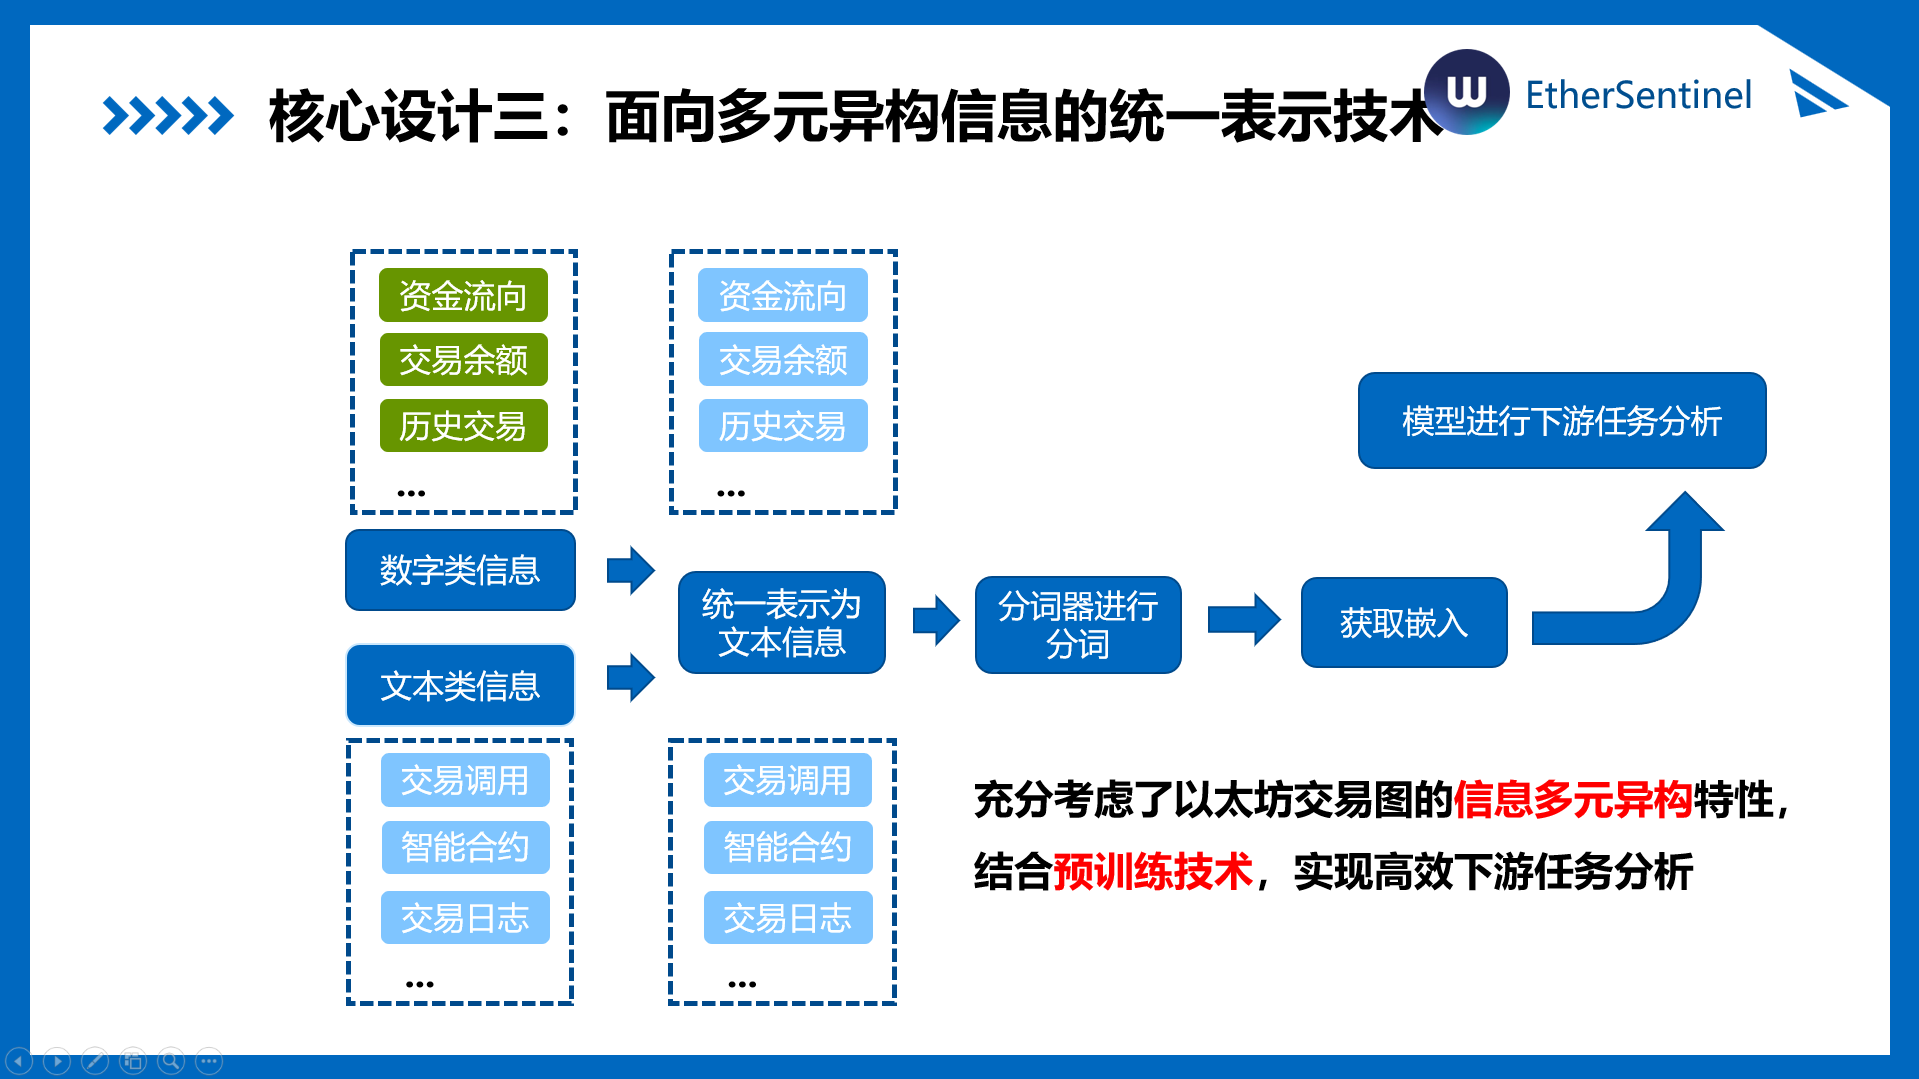 核心设计三：面向多元异构信息的统一表示技术
EtherSentinel
资金流向
交易余额
历史交易
...
资金流向
交易余额
历史交易
...
数字类信息
文本类信息
统一表示为
文本信息
分词器进行
分词
获取嵌入
模型进行下游任务分析
交易调用
智能合约
交易日志
...
交易调用
智能合约
交易日志
...
充分考虑了以太坊交易图的信息多元异构特性，
结合预训练技术，实现高效下游任务分析